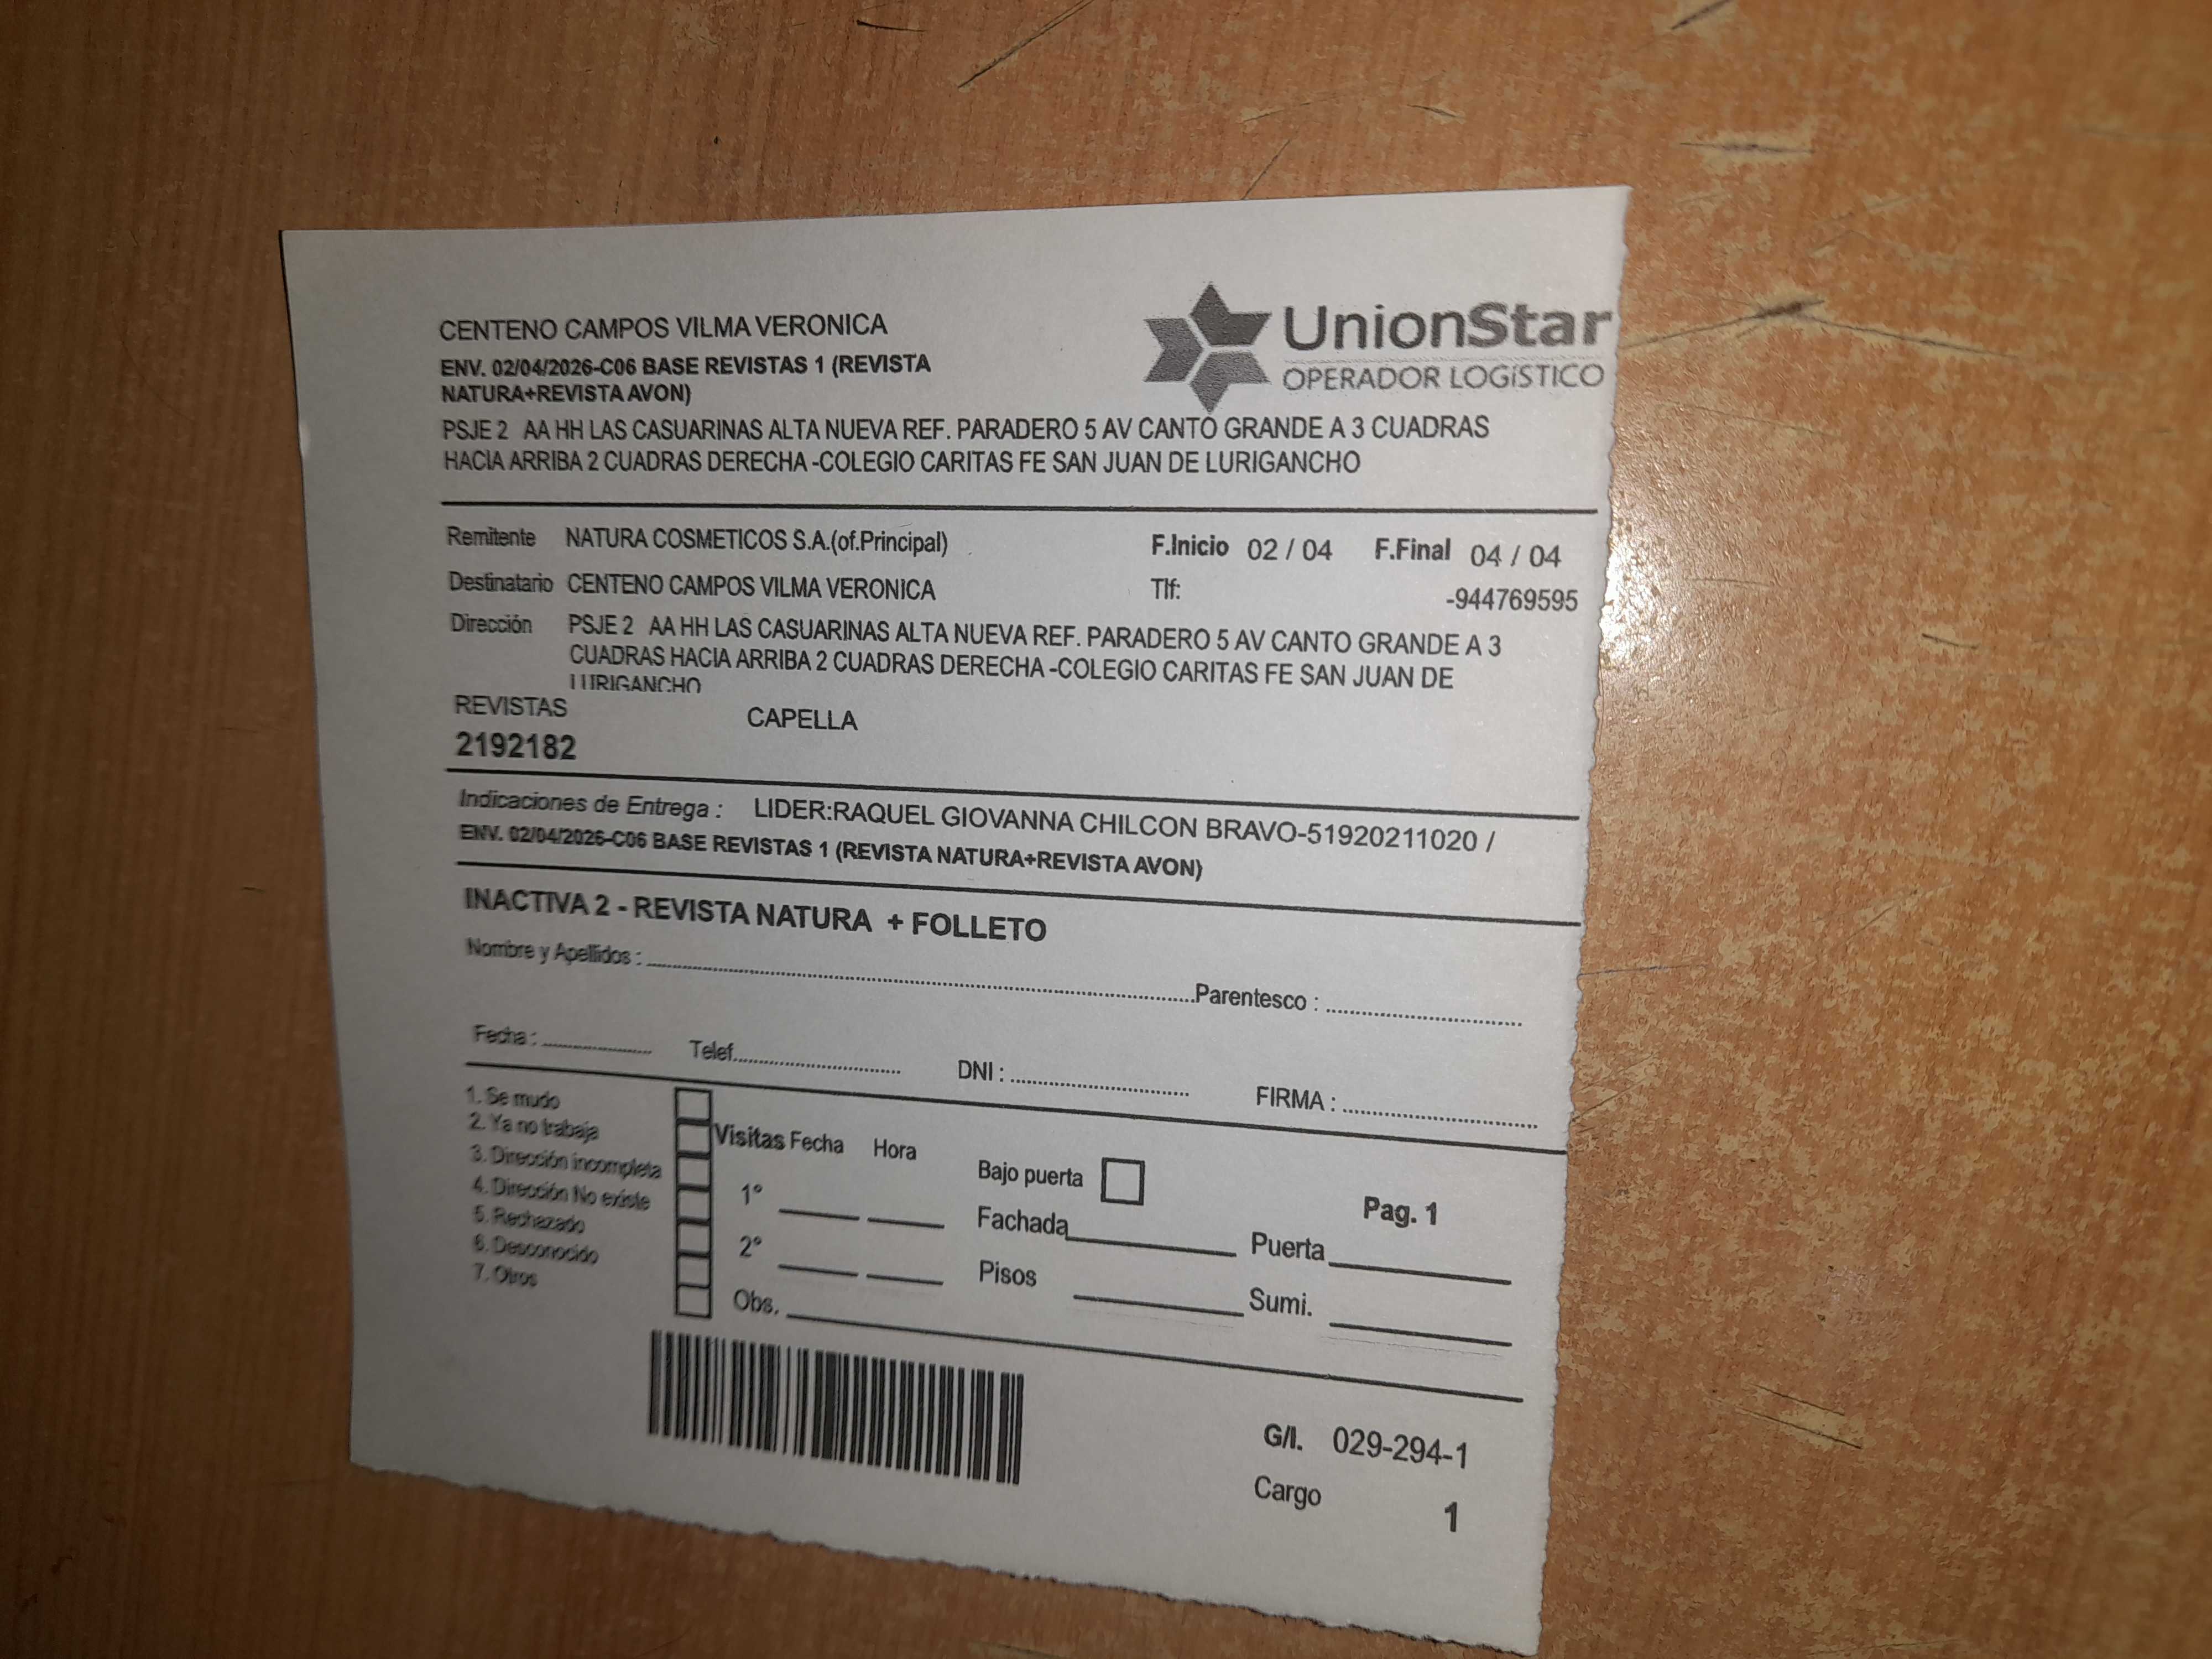 CENTENO CAMPOS VILMA VERONICA
UnionStar
OPERADOR LOGíSTICO
ENV. 02/04/2026-C06 BASE REVISTAS 1 (REVISTA
NATURA+REVISTA AVON)
PSJE 2 AA HH LAS CASUARINAS ALTA NUEVA REF. PARADERO 5 AV CANTO GRANDE A 3 CUADRAS
HACIA ARRIBA 2 CUADRAS DERECHA -COLEGIO CARITAS FE SAN JUAN DE LURIGANCHO
Remitente NATURA COSMETICOS S.A.(of.Principal) F.Inicio 02 / 04 F.Final 04 / 04
Destinatario CENTENO CAMPOS VILMA VERONICA Tlf: -944769595
Dirección PSJE 2 AA HH LAS CASUARINAS ALTA NUEVA REF. PARADERO 5 AV CANTO GRANDE A 3
CUADRAS HACIA ARRIBA 2 CUADRAS DERECHA -COLEGIO CARITAS FE SAN JUAN DE
LURIGANCHO
REVISTAS CAPELLA
2192182
Indicaciones de Entrega : LIDER:RAQUEL GIOVANNA CHILCON BRAVO-51920211020 /
ENV. 02/04/2026-C06 BASE REVISTAS 1 (REVISTA NATURA+REVISTA AVON)
INACTIVA 2 - REVISTA NATURA + FOLLETO
Nombre y Apellidos : Parentesco :
Fecha : Telef. DNI : FIRMA :
1. Se mudo
2. Ya no trabaja
3. Dirección incompleta
4. Dirección No existe
5. Rechazado
6. Desconocido
7. Otros
Visitas Fecha Hora
1°
2°
Obs.
Bajo puerta
Pag. 1
Fachada Puerta
Pisos Sumi.
G/I. 029-294-1
Cargo 1